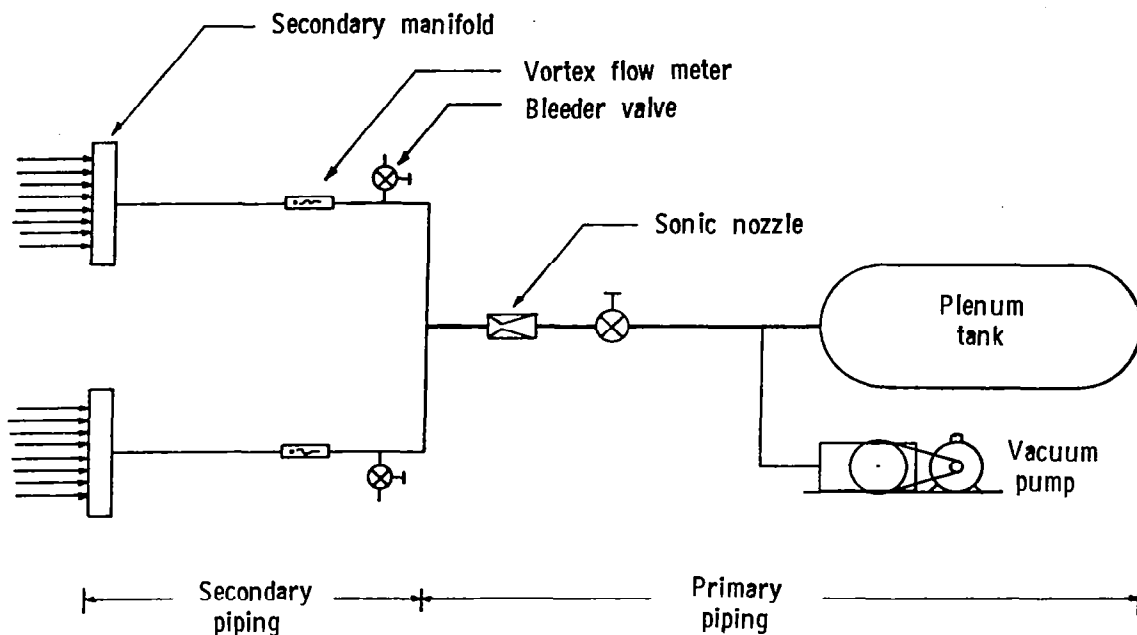 Secondary manifold
Vortex flow meter
Bleeder valve
Sonic nozzle
Plenum
tank
Vacuum
pump
Secondary
piping
Primary
piping